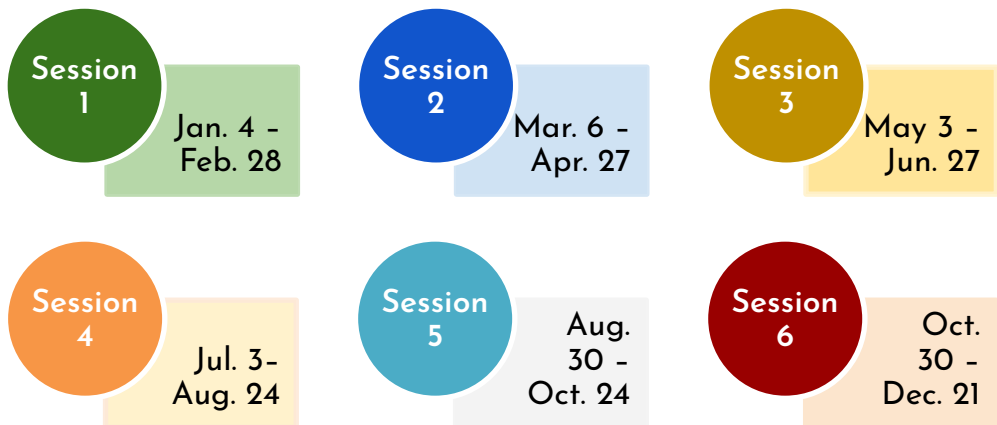 Session
1
Jan. 4 –
Feb. 28
Session
2
Mar. 6 –
Apr. 27
Session
3
May 3 –
Jun. 27
Session
4
Jul. 3–
Aug. 24
Session
5
Aug.
30 –
Oct. 24
Session
6
Oct.
30 –
Dec. 21